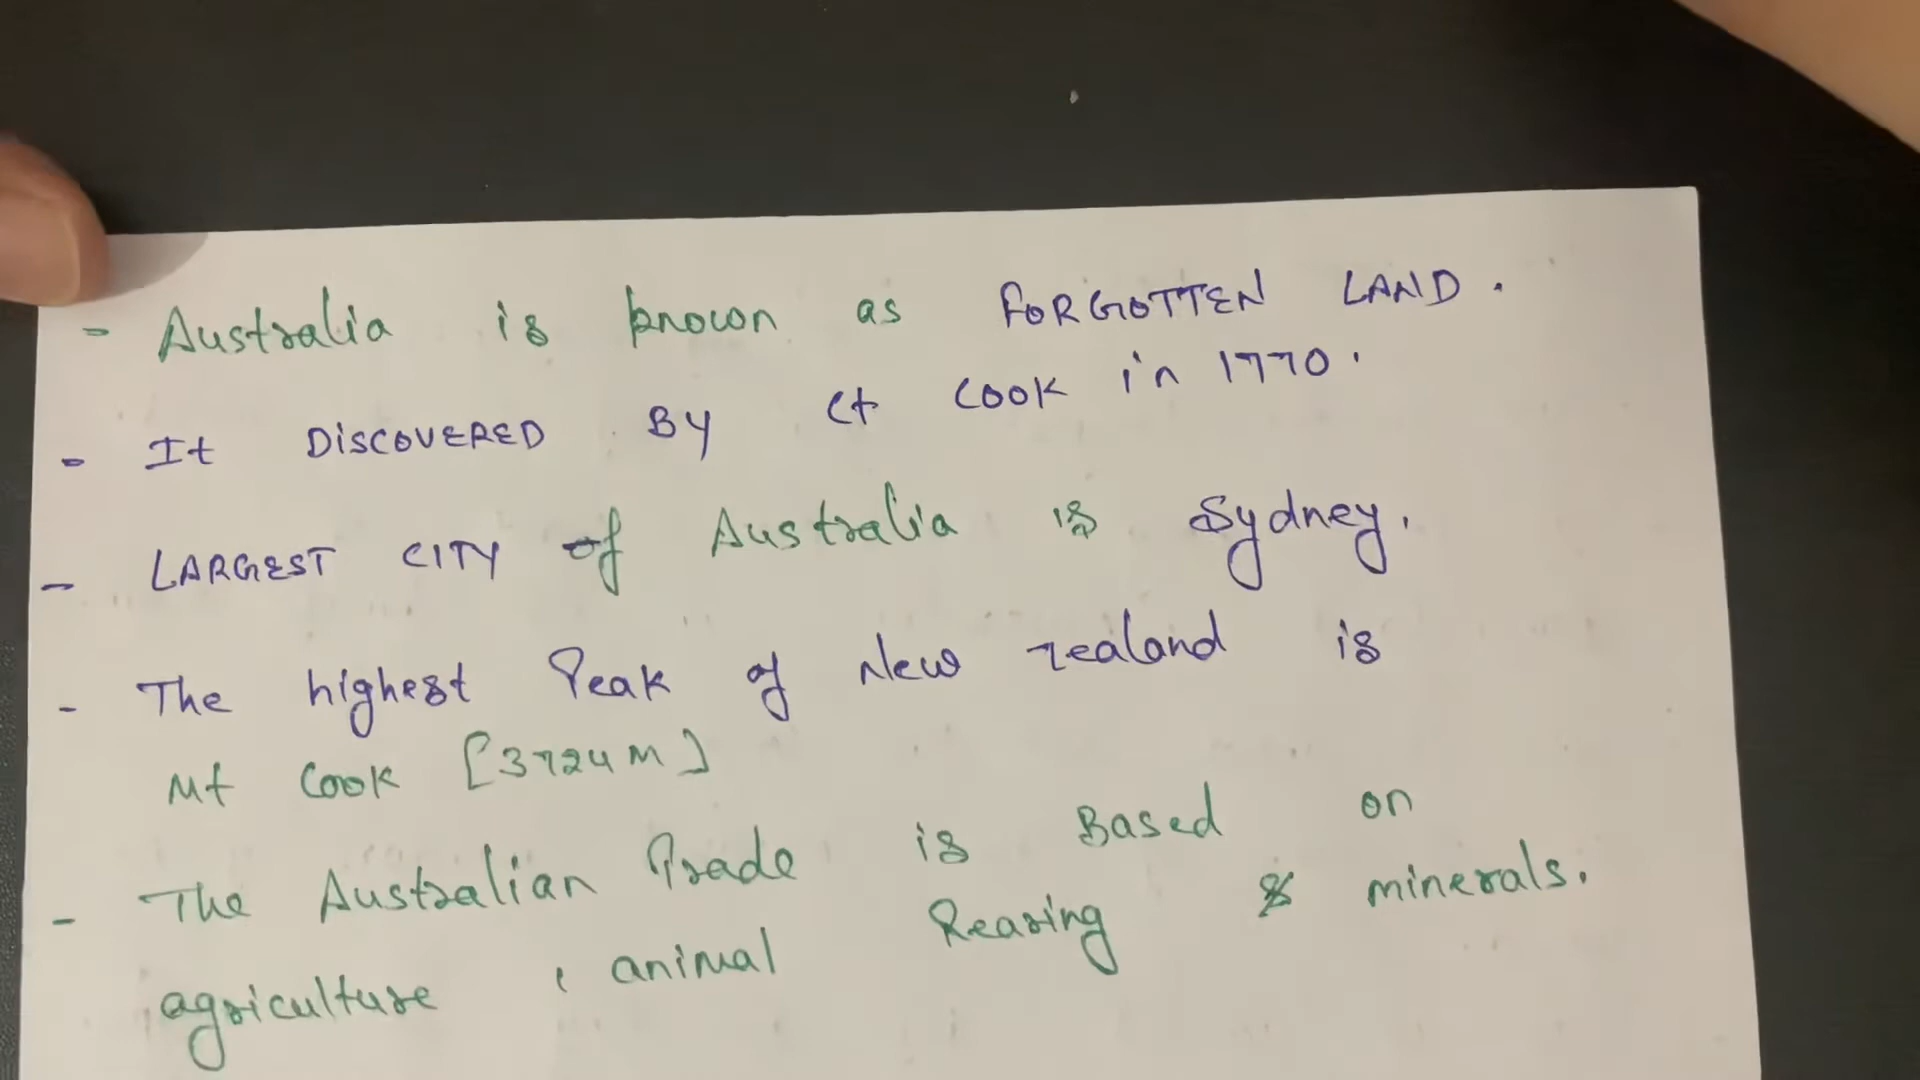 - Australia is known as FORGOTTEN LAND.
- It DiSCOVERED By Ct Cook in 1770.
- LARGEST CITY of Australia is Sydney.
- The highest Peak of New zealand is
Mt Cook [3724M]
- The Australian Trade is Based on
agriculture, animal Rearing & minerals.